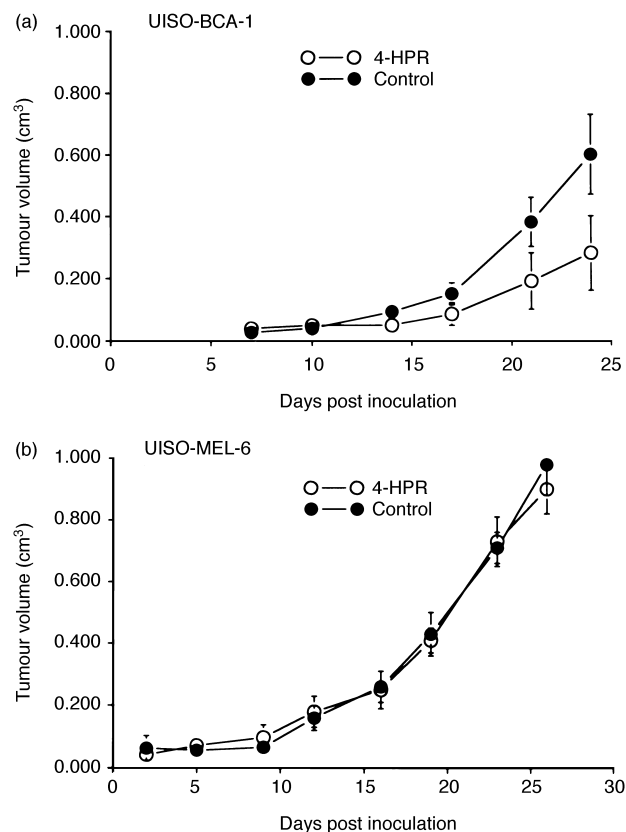 (a) UISO-BCA-1
1.000
4-HPR
Control
0.800
0.600
0.400
0.200
0.000
Tumour volume (cm³)
0 5 10 15 20 25
Days post inoculation
(b) UISO-MEL-6
1.000
4-HPR
Control
0.800
0.600
0.400
0.200
0.000
Tumour volume (cm³)
0 5 10 15 20 25 30
Days post inoculation